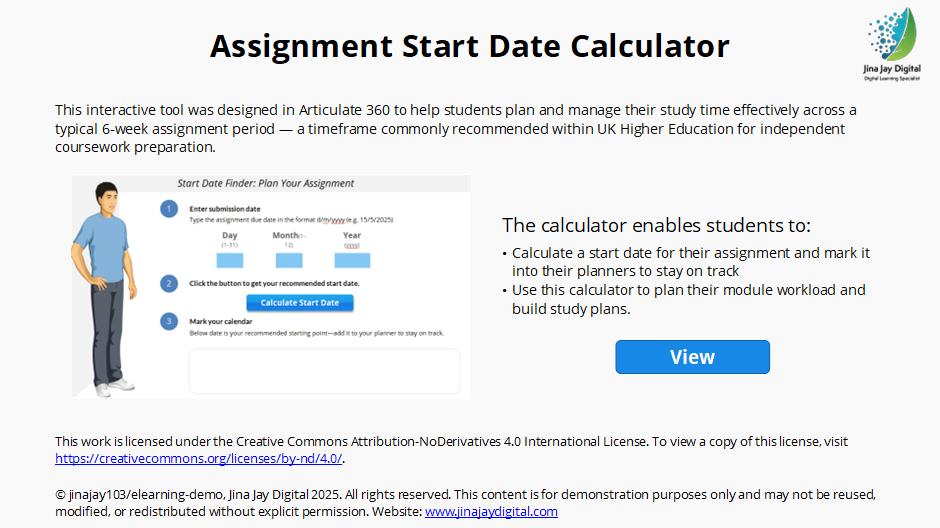 Assignment Start Date Calculator
Jina Jay Digital
Digital Learning Specialist
This interactive tool was designed in Articulate 360 to help students plan and manage their study time effectively across a
typical 6-week assignment period — a timeframe commonly recommended within UK Higher Education for independent
coursework preparation.
Start Date Finder: Plan Your Assignment
1 Enter submission date
Type the assignment due date in the format d/m/yyyy (e.g. 15/5/2025)
Day Month(1- Year
(1-31) 12) (yyyy)
2 Click the button to get your recommended start date.
Calculate Start Date
3 Mark your calendar
Below date is your recommended starting point—add it to your planner to stay on track.
The calculator enables students to:
• Calculate a start date for their assignment and mark it
into their planners to stay on track
• Use this calculator to plan their module workload and
build study plans.
View
This work is licensed under the Creative Commons Attribution-NoDerivatives 4.0 International License. To view a copy of this license, visit
https://creativecommons.org/licenses/by-nd/4.0/.
© jinajay103/elearning-demo, Jina Jay Digital 2025. All rights reserved. This content is for demonstration purposes only and may not be reused,
modified, or redistributed without explicit permission. Website: www.jinajaydigital.com